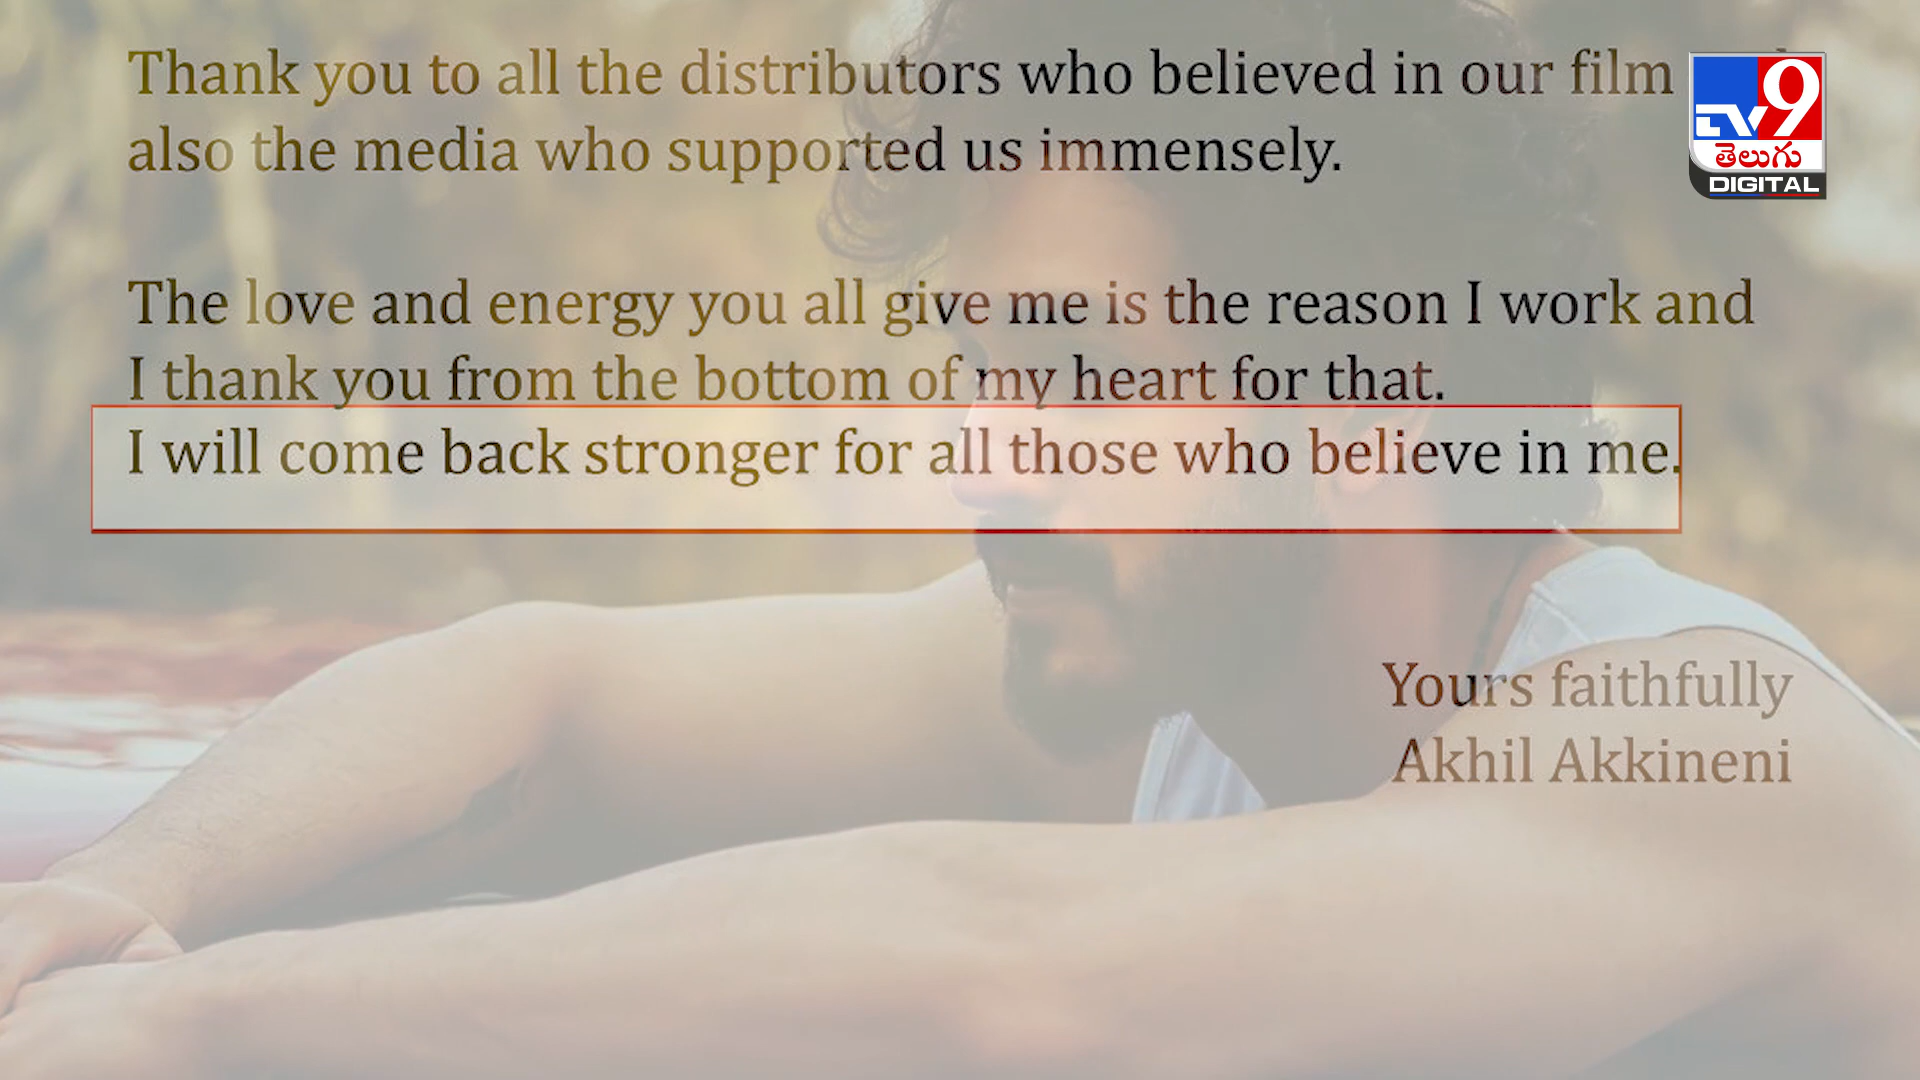 Thank you to all the distributors who believed in our film
also the media who supported us immensely.
The love and energy you all give me is the reason I work and
I thank you from the bottom of my heart for that.
I will come back stronger for all those who believe in me.
Yours faithfully
Akhil Akkineni
TV9
తెలుగు
DIGITAL